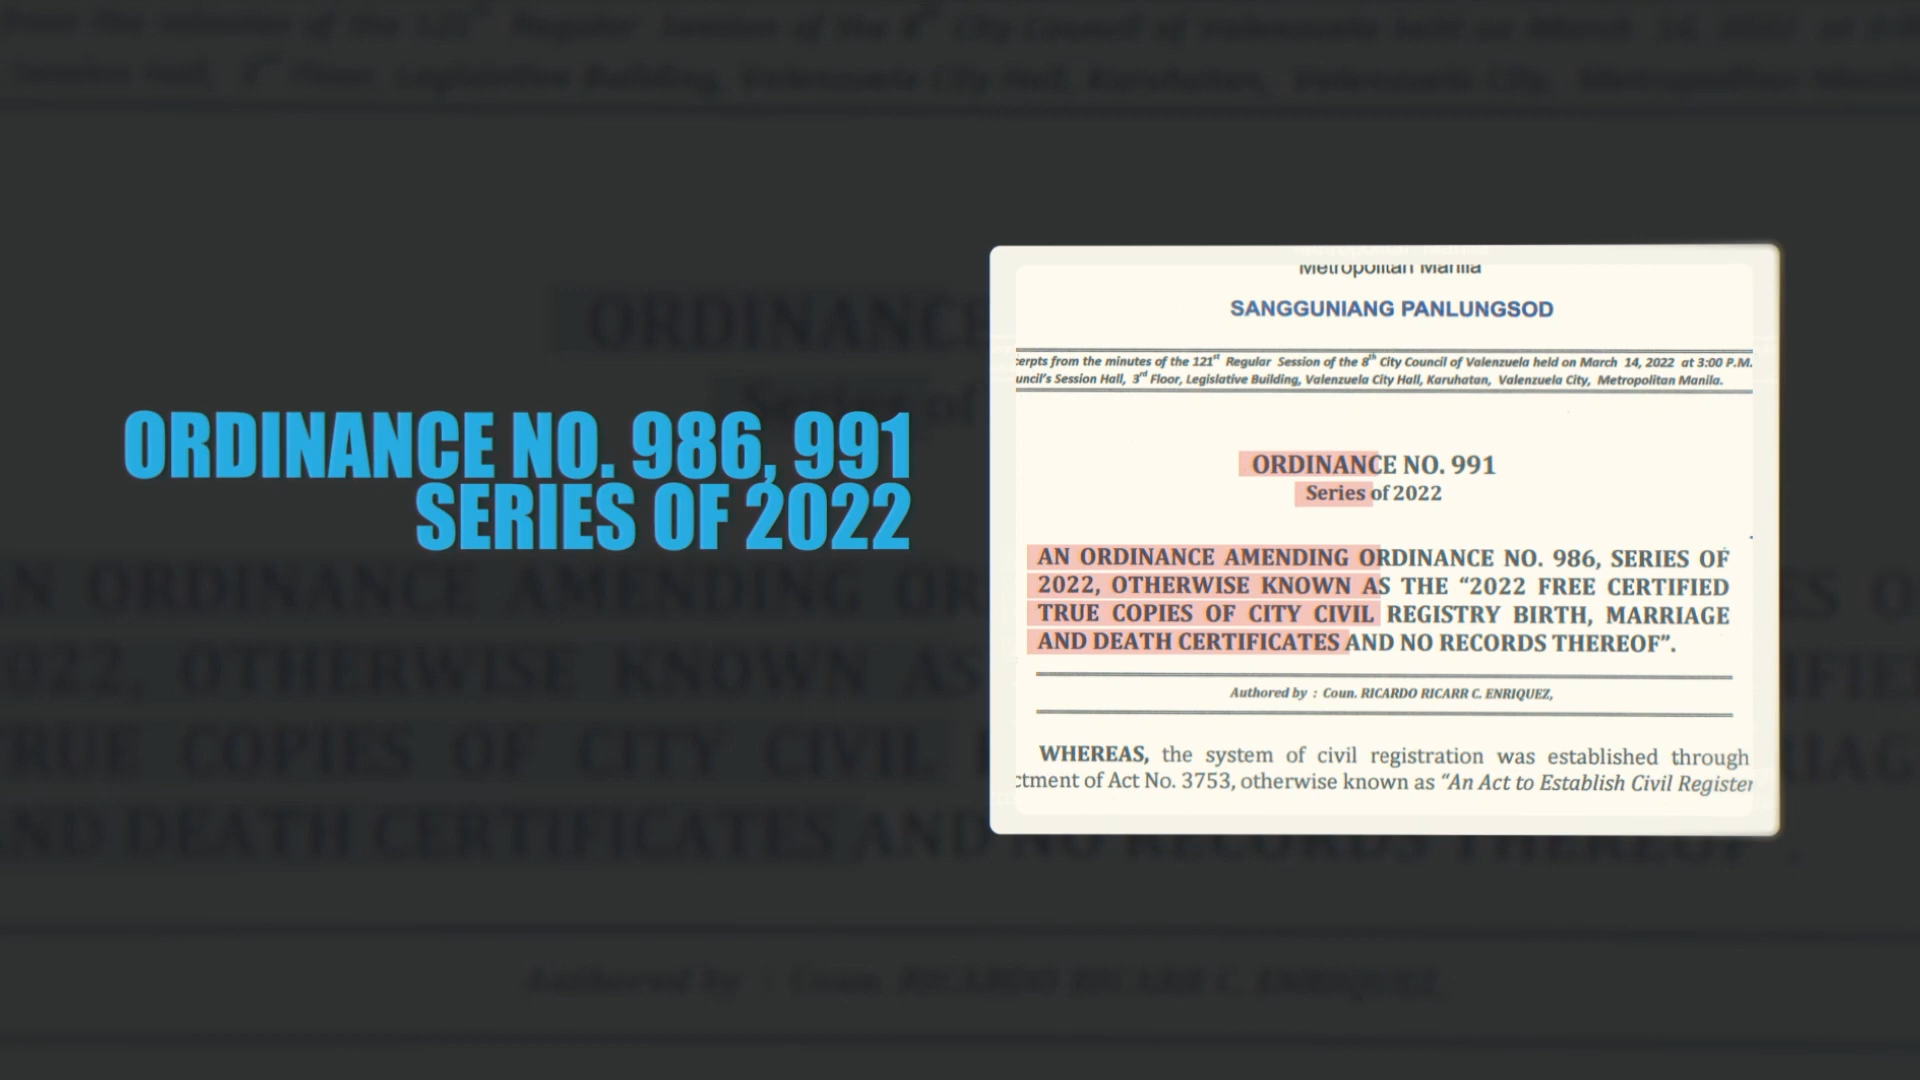 ORDINANCE NO. 986, 991
SERIES OF 2022
Metropolitan Manila
SANGGUNIANG PANLUNGSOD
cerpts from the minutes of the 121st Regular Session of the 8th City Council of Valenzuela held on March 14, 2022 at 3:00 P.M.
uncil's Session Hall, 3rd Floor, Legislative Building, Valenzuela City Hall, Karuhatan, Valenzuela City, Metropolitan Manila.
ORDINANCE NO. 991
Series of 2022
AN ORDINANCE AMENDING ORDINANCE NO. 986, SERIES OF
2022, OTHERWISE KNOWN AS THE “2022 FREE CERTIFIED
TRUE COPIES OF CITY CIVIL REGISTRY BIRTH, MARRIAGE
AND DEATH CERTIFICATES AND NO RECORDS THEREOF”.
Authored by : Coun. RICARDO RICARR C. ENRIQUEZ,
WHEREAS, the system of civil registration was established through
ctment of Act No. 3753, otherwise known as “An Act to Establish Civil Register